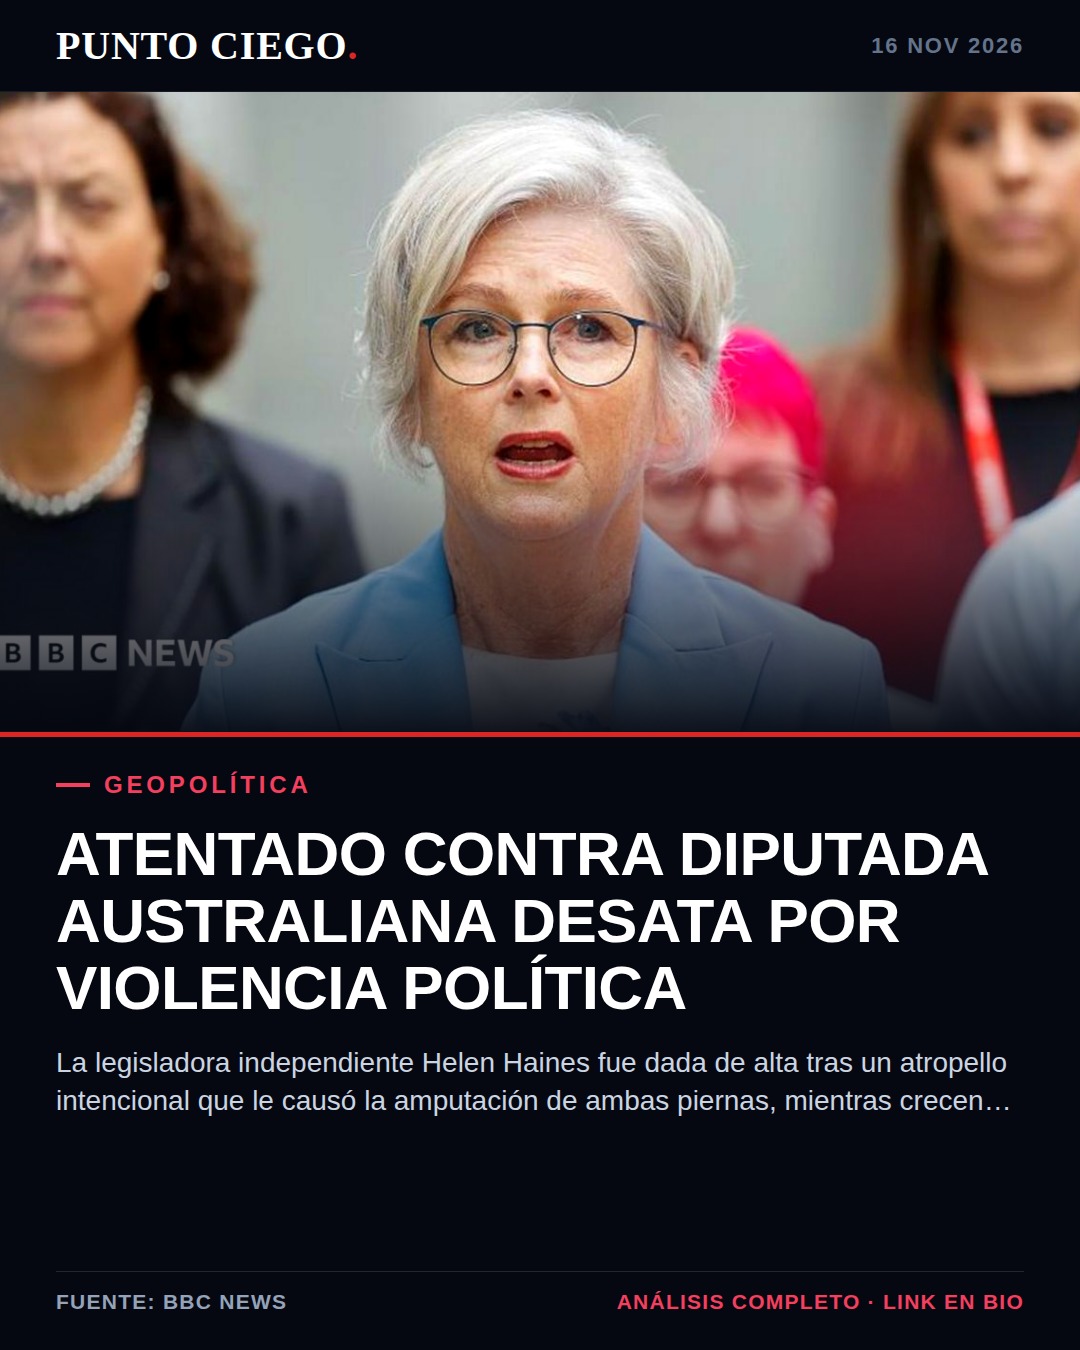 PUNTO CIEGO.
16 NOV 2026
BBC NEWS
GEOPOLÍTICA
ATENTADO CONTRA DIPUTADA
AUSTRALIANA DESATA POR
VIOLENCIA POLÍTICA
La legisladora independiente Helen Haines fue dada de alta tras un atropello
intencional que le causó la amputación de ambas piernas, mientras crecen…
FUENTE: BBC NEWS
ANÁLISIS COMPLETO · LINK EN BIO